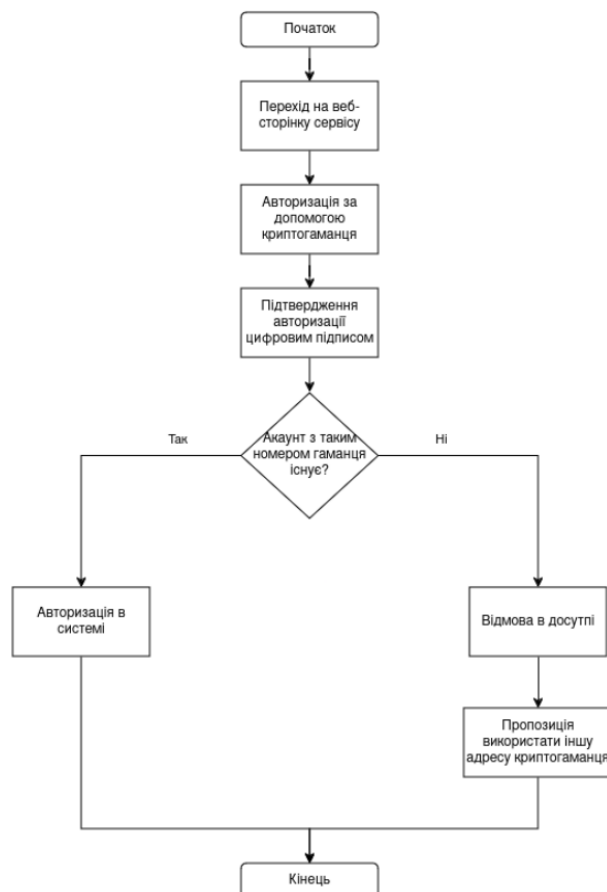 Початок
Перехід на веб-
сторінку сервісу
Авторизація за
допомогою
криптогаманця
Підтвердження
авторизації
цифровим підписом
Акаунт з таким
номером гаманця
існує?
Так
Ні
Авторизація в
системі
Відмова в досутпі
Пропозиція
використати іншу
адресу криптогаманця
Кінець